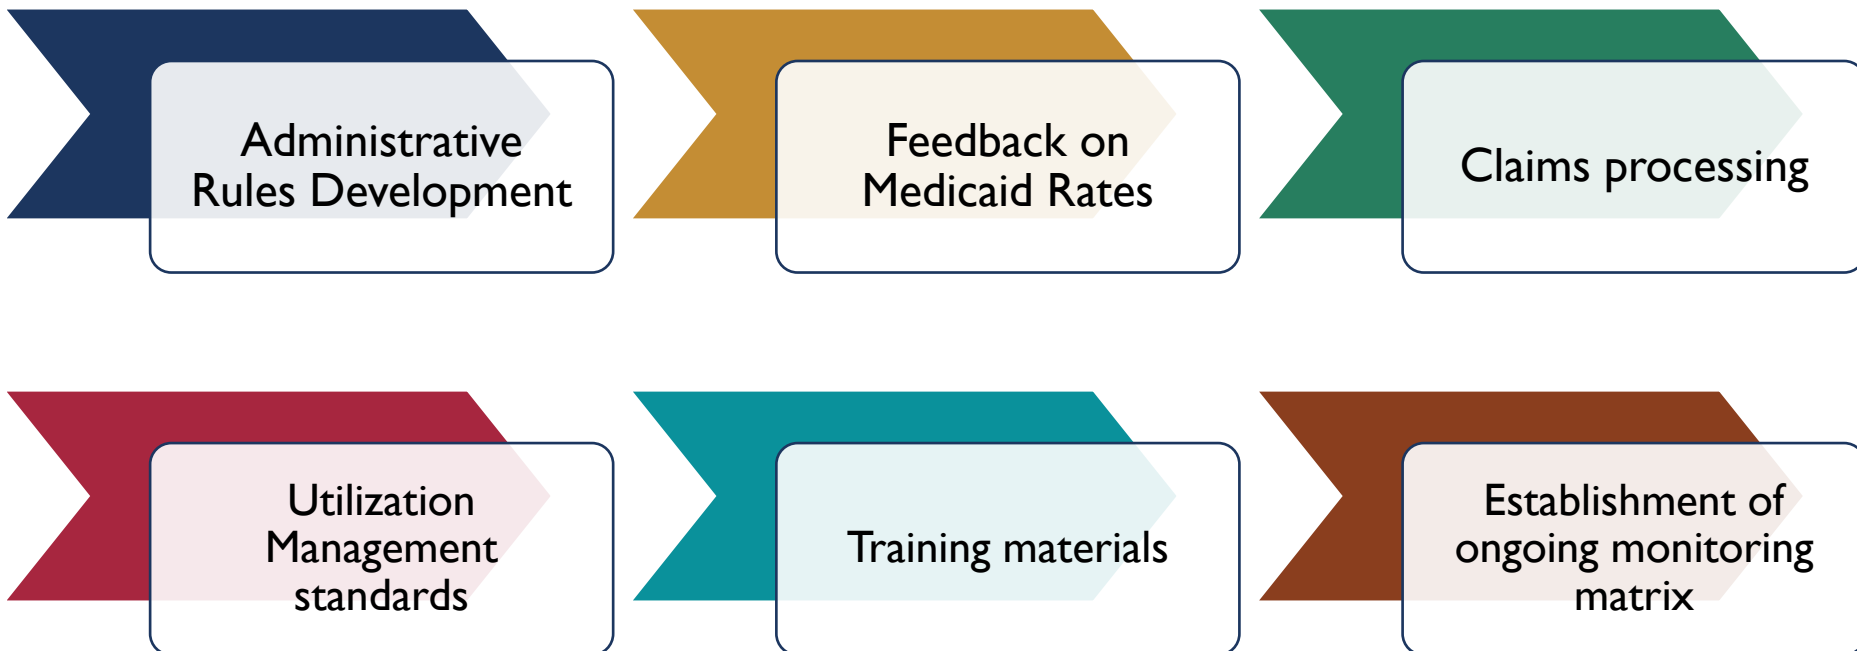 Administrative
Rules Development
Feedback on
Medicaid Rates
Claims processing
Utilization
Management
standards
Training materials
Establishment of
ongoing monitoring
matrix